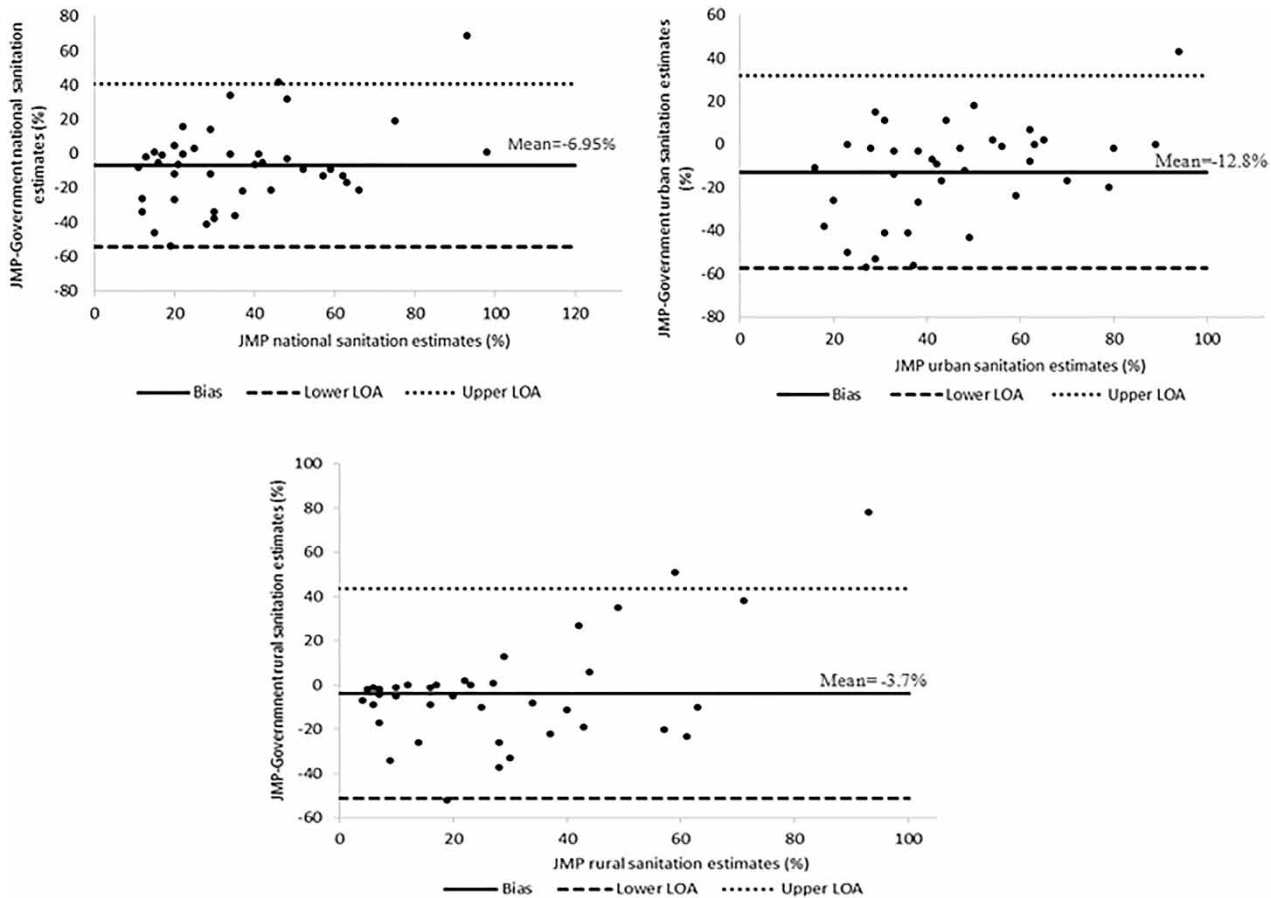 JMP-Government national sanitation
estimates (%)
80
60
40
20
0
-20
-40
-60
-80
Mean=-6.95%
0 20 40 60 80 100 120
JMP national sanitation estimates (%)
Bias Lower LOA Upper LOA
JMP-Government urban sanitation estimates
(%)
60
40
20
0
-20
-40
-60
-80
Mean=-12.8%
0 20 40 60 80 100
JMP urban sanitation estimates (%)
Bias Lower LOA Upper LOA
JMP-Governmnent rural sanitation estimates (%)
100
80
60
40
20
0
-20
-40
-60
Mean= -3.7%
0 20 40 60 80 100
JMP rural sanitation estimates (%)
Bias Lower LOA Upper LOA